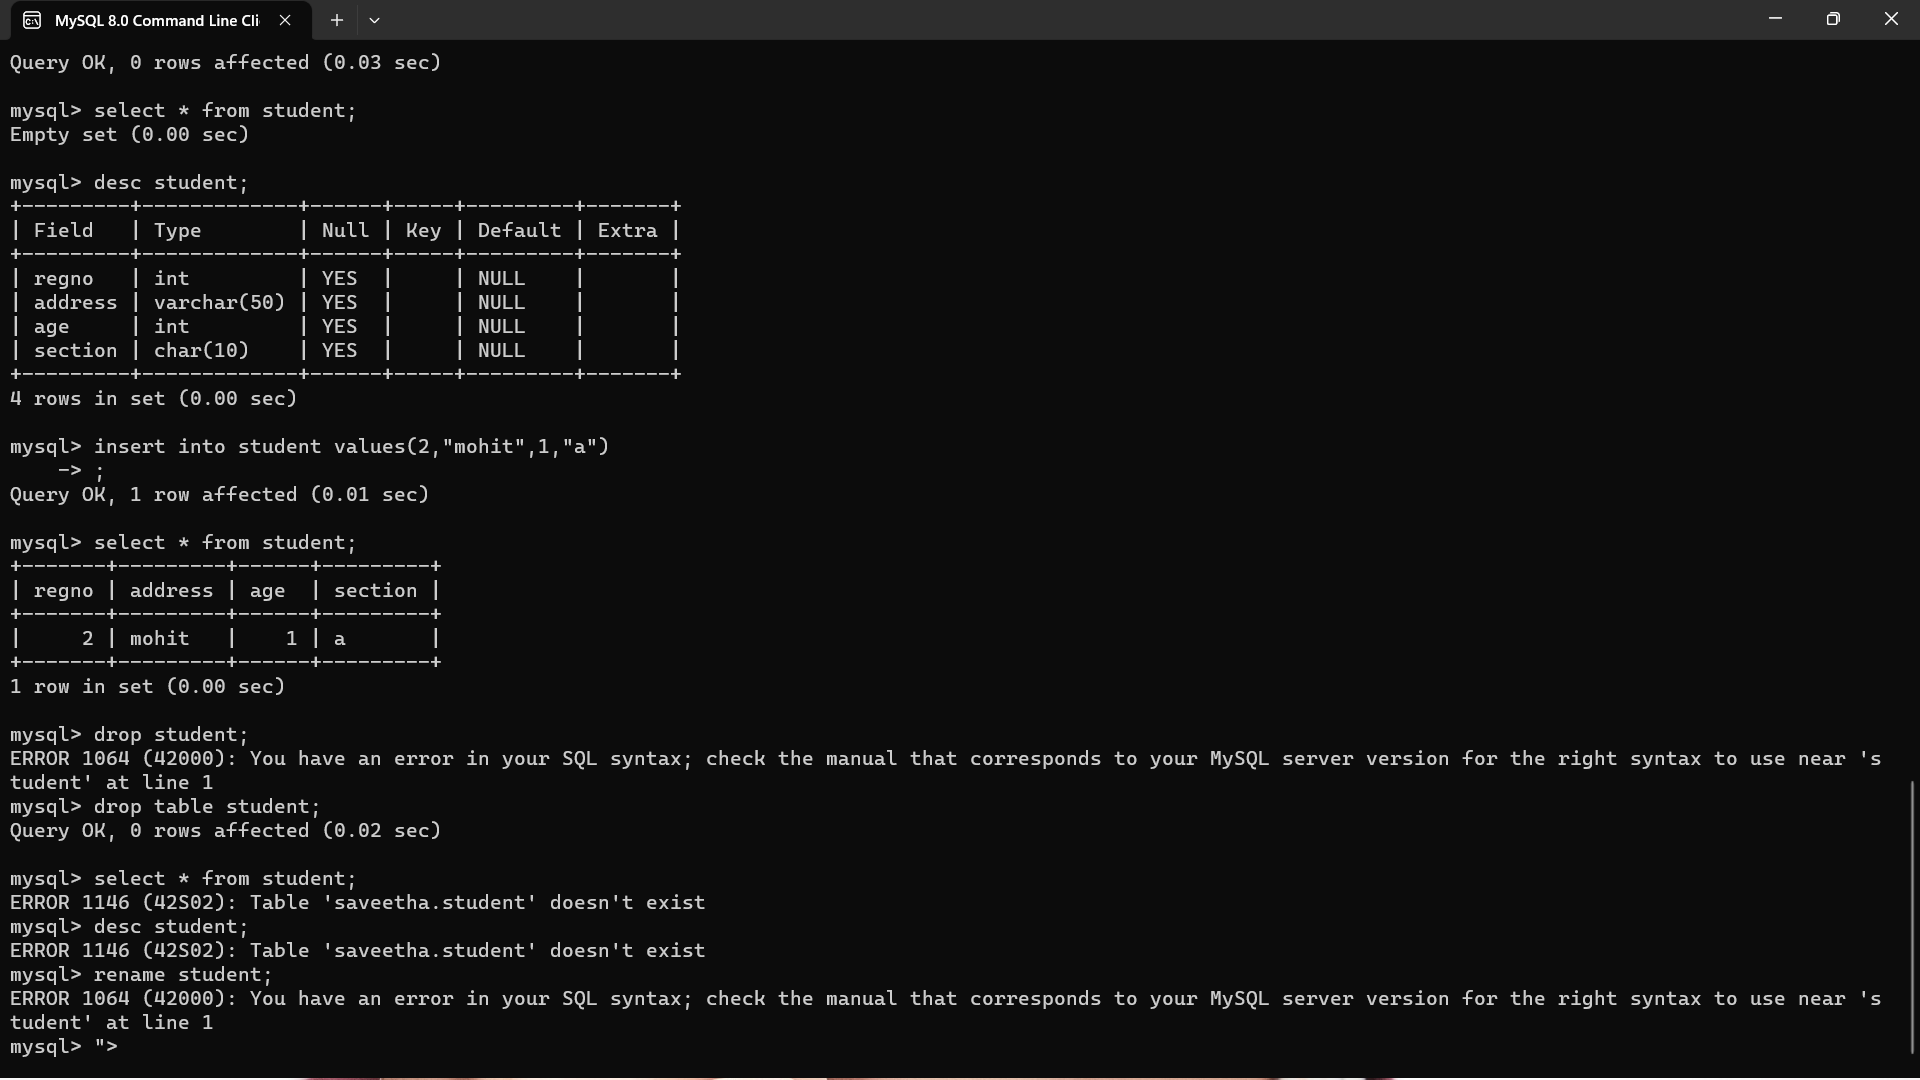 MySQL 8.0 Command Line Cli
Query OK, 0 rows affected (0.03 sec)
mysql> select * from student;
Empty set (0.00 sec)
mysql> desc student;
+---------+-------------+------+-----+---------+-------+
| Field   | Type        | Null | Key | Default | Extra |
+---------+-------------+------+-----+---------+-------+
| regno   | int         | YES  |     | NULL    |       |
| address | varchar(50) | YES  |     | NULL    |       |
| age     | int         | YES  |     | NULL    |       |
| section | char(10)    | YES  |     | NULL    |       |
+---------+-------------+------+-----+---------+-------+
4 rows in set (0.00 sec)
mysql> insert into student values(2,"mohit",1,"a")
    -> ;
Query OK, 1 row affected (0.01 sec)
mysql> select * from student;
+-------+---------+------+---------+
| regno | address | age  | section |
+-------+---------+------+---------+
|     2 | mohit   |    1 | a       |
+-------+---------+------+---------+
1 row in set (0.00 sec)
mysql> drop student;
ERROR 1064 (42000): You have an error in your SQL syntax; check the manual that corresponds to your MySQL server version for the right syntax to use near 's
tudent' at line 1
mysql> drop table student;
Query OK, 0 rows affected (0.02 sec)
mysql> select * from student;
ERROR 1146 (42S02): Table 'saveetha.student' doesn't exist
mysql> desc student;
ERROR 1146 (42S02): Table 'saveetha.student' doesn't exist
mysql> rename student;
ERROR 1064 (42000): You have an error in your SQL syntax; check the manual that corresponds to your MySQL server version for the right syntax to use near 's
tudent' at line 1
mysql> ">